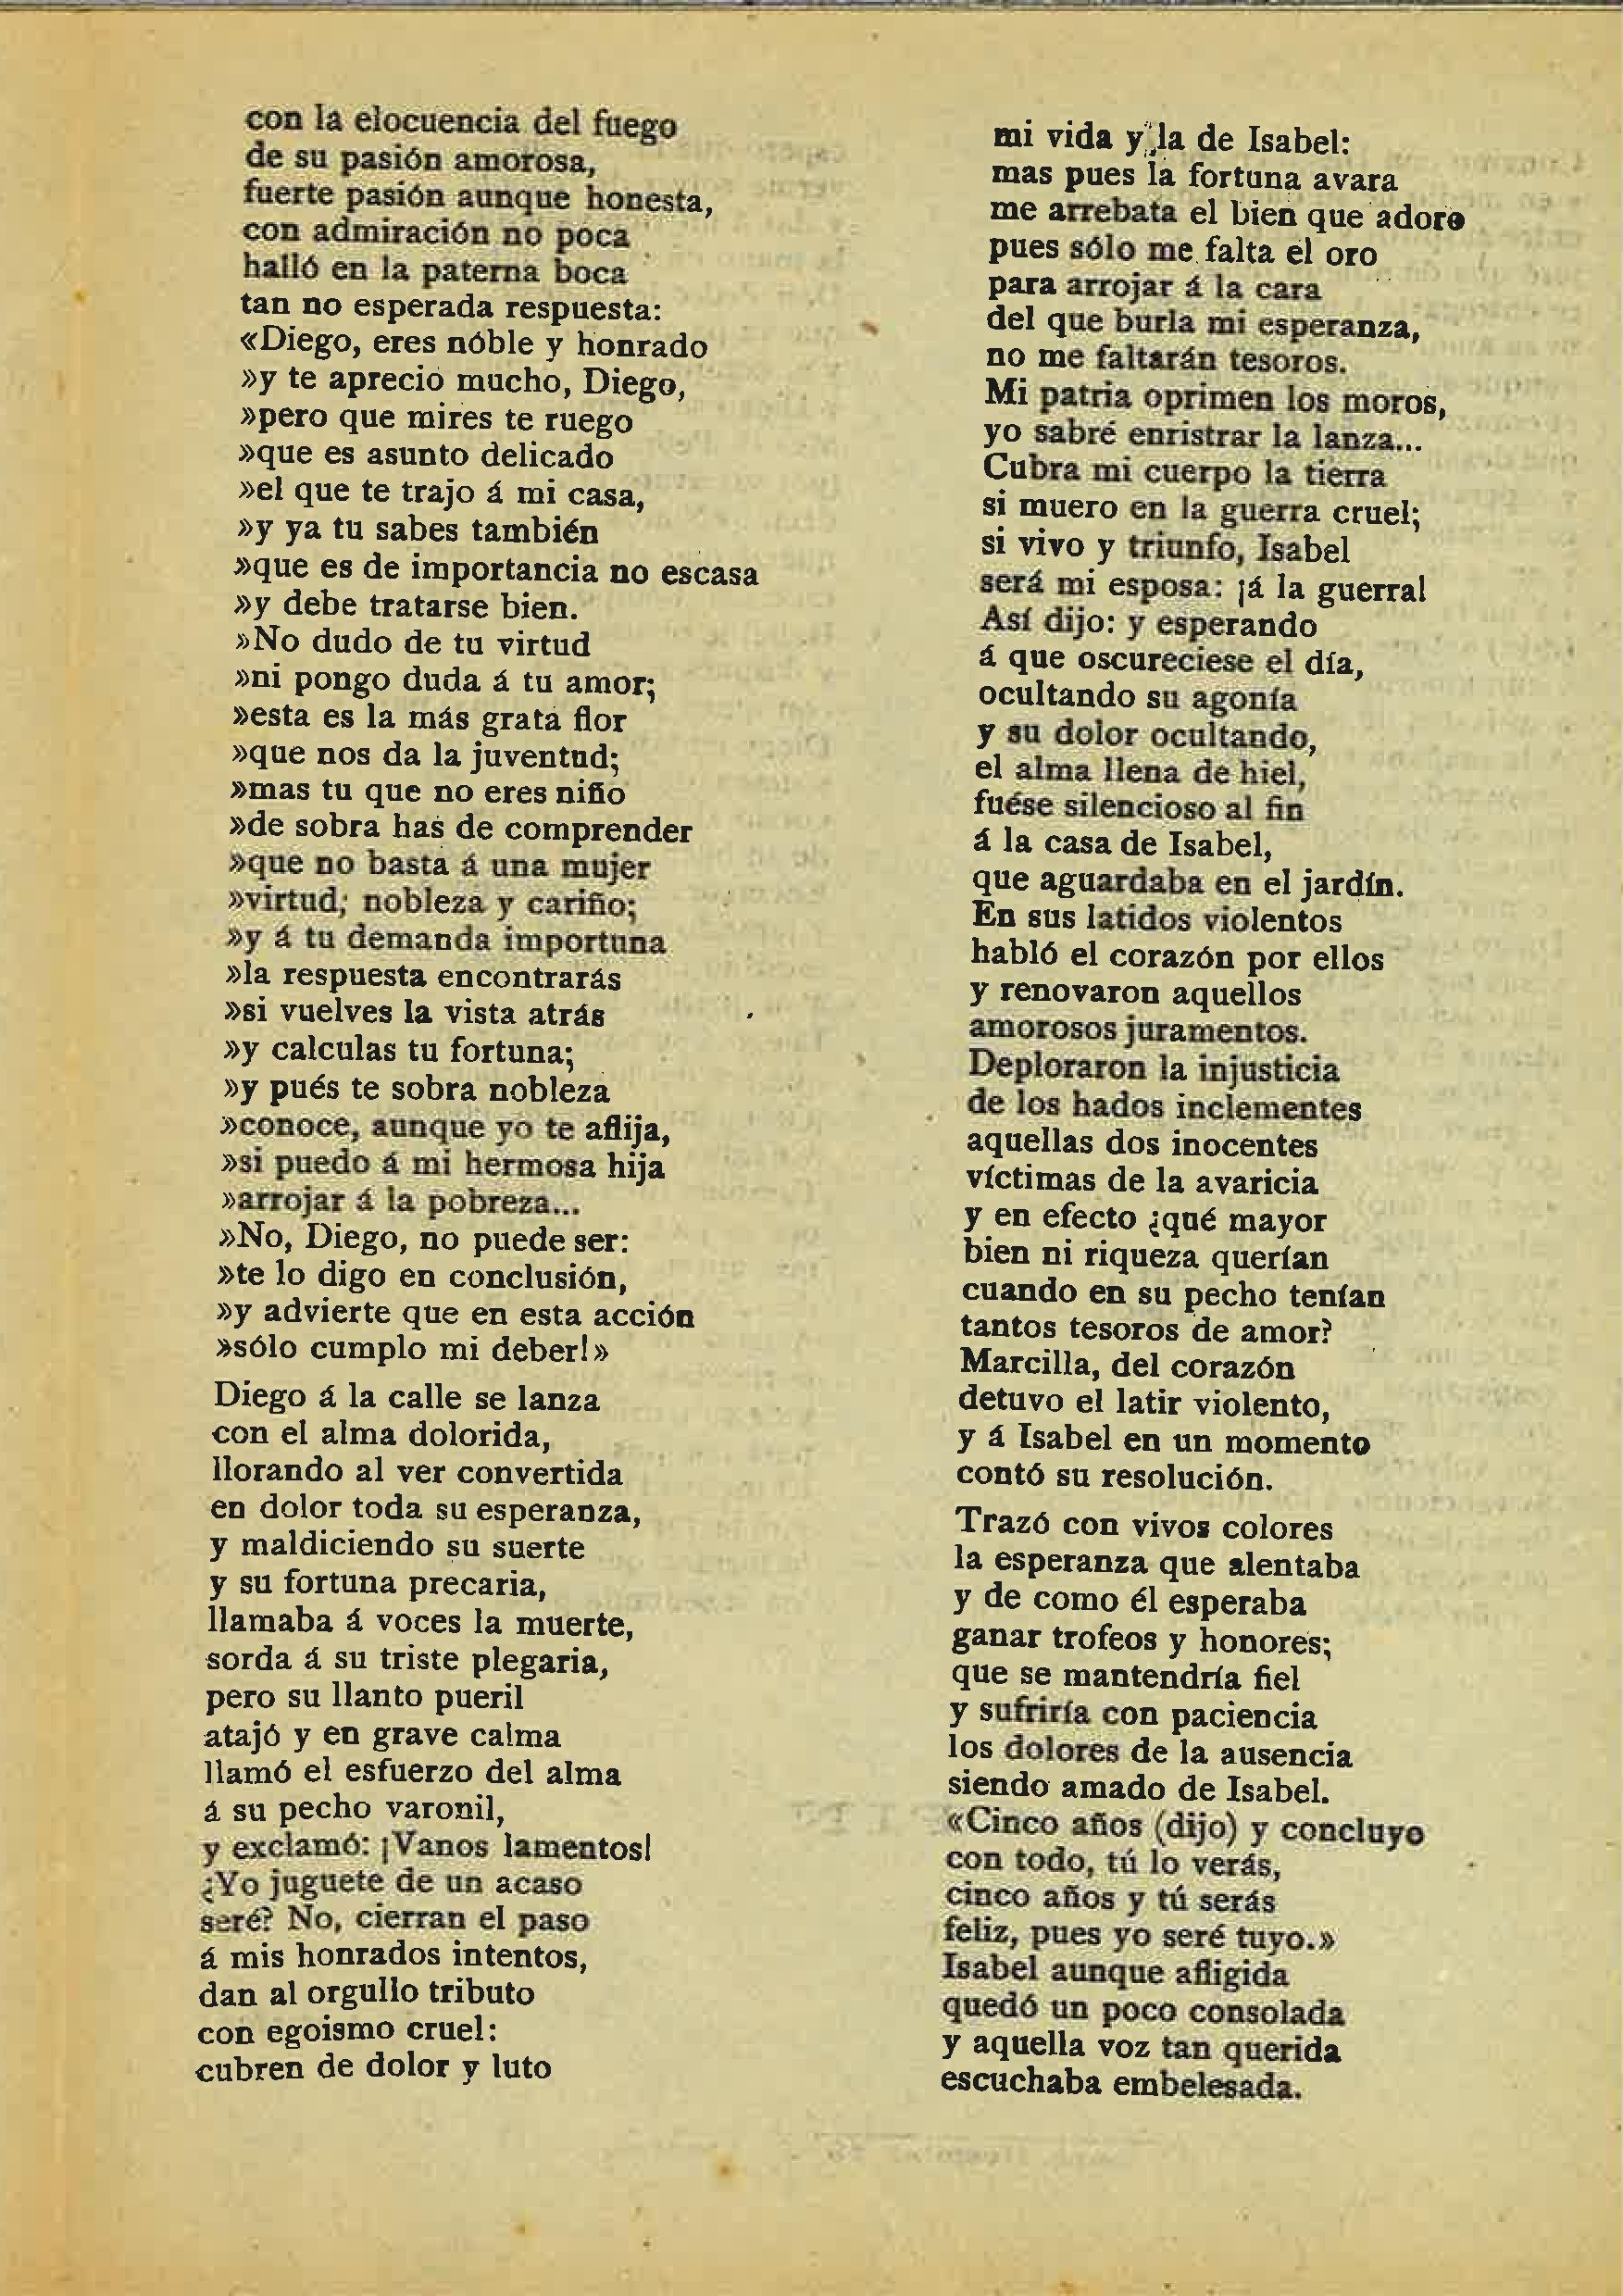 con la elocuencia del fuego
de su pasión amorosa,
fuerte pasión aunque honesta,
con admiración no poca
halló en la paterna boca
tan no esperada respuesta:
«Diego, eres nóble y honrado
»y te aprecio mucho, Diego,
»pero que mires te ruego
»que es asunto delicado
»el que te trajo á mi casa,
»y ya tu sabes también
»que es de importancia no escasa
»y debe tratarse bien.
»No dudo de tu virtud
»ni pongo duda á tu amor;
»esta es la más grata flor
»que nos da la juventud;
»mas tu que no eres niño
»de sobra has de comprender
»que no basta á una mujer
»virtud, nobleza y cariño;
»y á tu demanda importuna
»la respuesta encontrarás
»si vuelves la vista atrás
»y calculas tu fortuna;
»y pués te sobra nobleza
»conoce, aunque yo te aflija,
»si puedo á mi hermosa hija
»arrojar á la pobreza...
»No, Diego, no puede ser:
»te lo digo en conclusión,
»y advierte que en esta acción
»sólo cumplo mi deber!»
Diego á la calle se lanza
con el alma dolorida,
llorando al ver convertida
en dolor toda su esperanza,
y maldiciendo su suerte
y su fortuna precaria,
llamaba á voces la muerte,
sorda á su triste plegaria,
pero su llanto pueril
atajó y en grave calma
llamó el esfuerzo del alma
á su pecho varonil,
y exclamó: ¡Vanos lamentos!
¿Yo juguete de un acaso
seré? No, cierran el paso
á mis honrados intentos,
dan al orgullo tributo
con egoismo cruel:
cubren de dolor y luto
mi vida y la de Isabel:
mas pues la fortuna avara
me arrebata el bien que adoro
pues sólo me falta el oro
para arrojar á la cara
del que burla mi esperanza,
no me faltarán tesoros.
Mi patria oprimen los moros,
yo sabré enristrar la lanza...
Cubra mi cuerpo la tierra
si muero en la guerra cruel;
si vivo y triunfo, Isabel
será mi esposa: ¡á la guerra!
Así dijo: y esperando
á que oscureciese el día,
ocultando su agonía
y su dolor ocultando,
el alma llena de hiel,
fuése silencioso al fin
á la casa de Isabel,
que aguardaba en el jardín.
En sus latidos violentos
habló el corazón por ellos
y renovaron aquellos
amorosos juramentos.
Deploraron la injusticia
de los hados inclementes
aquellas dos inocentes
víctimas de la avaricia
y en efecto ¿qué mayor
bien ni riqueza querían
cuando en su pecho tenían
tantos tesoros de amor?
Marcilla, del corazón
detuvo el latir violento,
y á Isabel en un momento
contó su resolución.
Trazó con vivos colores
la esperanza que alentaba
y de como él esperaba
ganar trofeos y honores;
que se mantendría fiel
y sufriría con paciencia
los dolores de la ausencia
siendo amado de Isabel.
«Cinco años (dijo) y concluyo
con todo, tú lo verás,
cinco años y tú serás
feliz, pues yo seré tuyo.»
Isabel aunque afligida
quedó un poco consolada
y aquella voz tan querida
escuchaba embelesada.